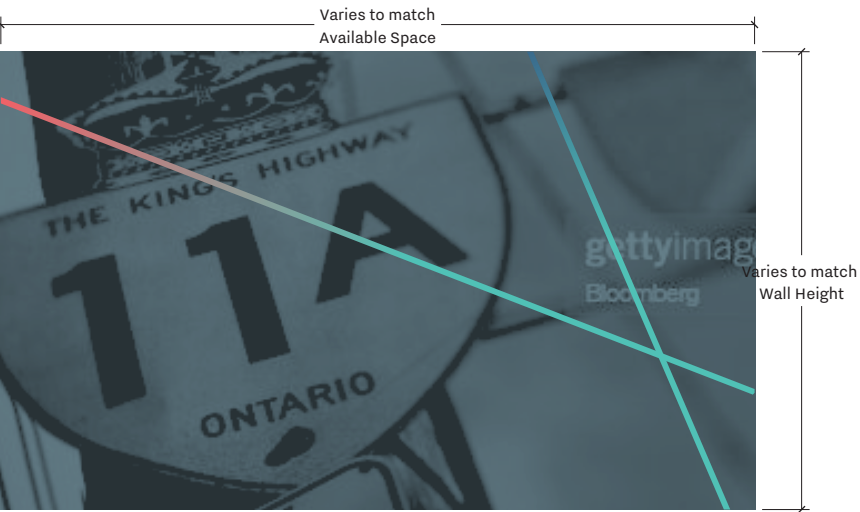 Varies to match
Available Space
THE KING'S HIGHWAY
11A
ONTARIO
gettyimag
Bloomberg
Varies to match
Wall Height